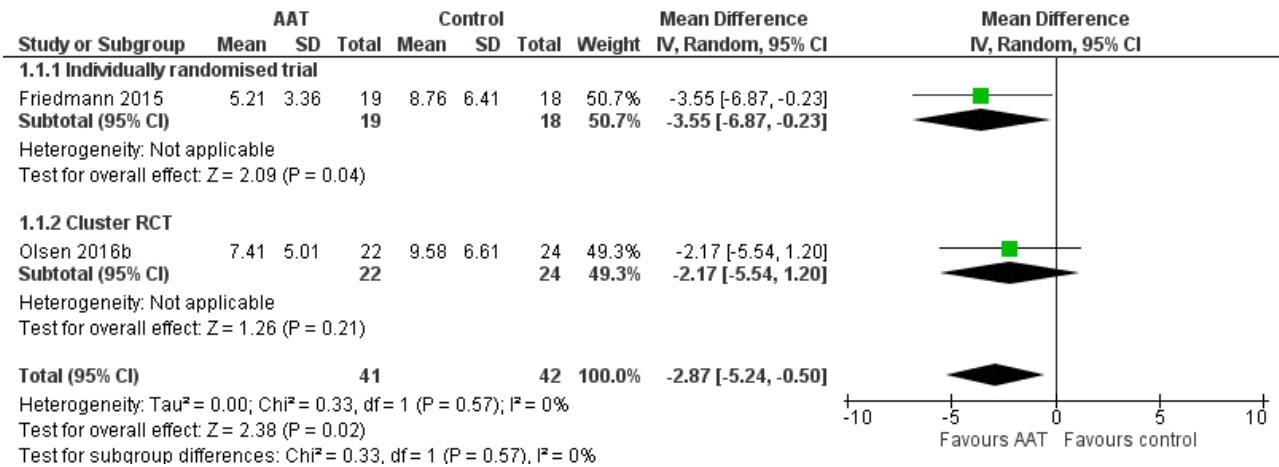 AAT Control Mean Difference Mean Difference
Study or Subgroup Mean SD Total Mean SD Total Weight IV, Random, 95% CI IV, Random, 95% CI
1.1.1 Individually randomised trial
Friedmann 2015 5.21 3.36 19 8.76 6.41 18 50.7% -3.55 [-6.87, -0.23]
Subtotal (95% CI) 19 18 50.7% -3.55 [-6.87, -0.23]
Heterogeneity: Not applicable
Test for overall effect: Z = 2.09 (P = 0.04)
1.1.2 Cluster RCT
Olsen 2016b 7.41 5.01 22 9.58 6.61 24 49.3% -2.17 [-5.54, 1.20]
Subtotal (95% CI) 22 24 49.3% -2.17 [-5.54, 1.20]
Heterogeneity: Not applicable
Test for overall effect: Z = 1.26 (P = 0.21)
Total (95% CI) 41 42 100.0% -2.87 [-5.24, -0.50]
Heterogeneity: Tau² = 0.00; Chi² = 0.33, df = 1 (P = 0.57); I² = 0%
Test for overall effect: Z = 2.38 (P = 0.02)
Test for subgroup differences: Chi² = 0.33, df = 1 (P = 0.57), I² = 0%
-10 -5 0 5 10
Favours AAT Favours control